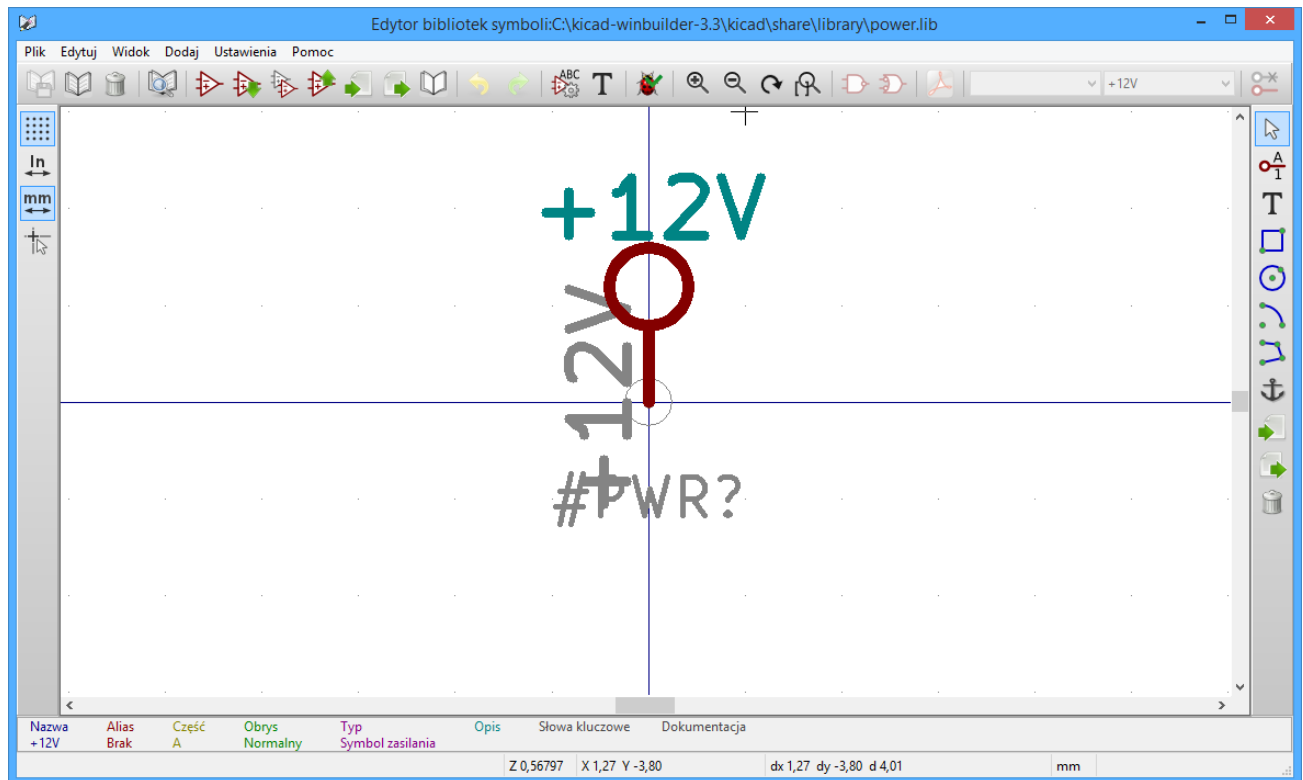 Edytor bibliotek symboli:C:\kicad-winbuilder-3.3\kicad\share\library\power.lib
Plik Edytuj Widok Dodaj Ustawienia Pomoc
ABC T +12V
In
mm
A
1
T
+12V
+12V
#PWR?
Nazwa Alias Część Obrys Typ Opis Słowa kluczowe Dokumentacja
+12V Brak A Normalny Symbol zasilania
Z 0,56797 X 1,27 Y -3,80 dx 1,27 dy -3,80 d 4,01 mm